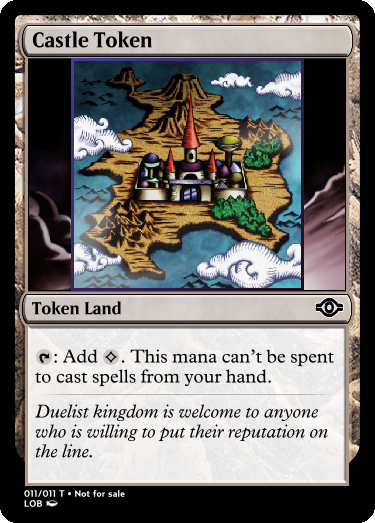 Castle Token
Token Land
: Add . This mana can't be spent
to cast spells from your hand.
Duelist kingdom is welcome to anyone
who is willing to put their reputation on
the line.
011/011 T • Not for sale
LOB